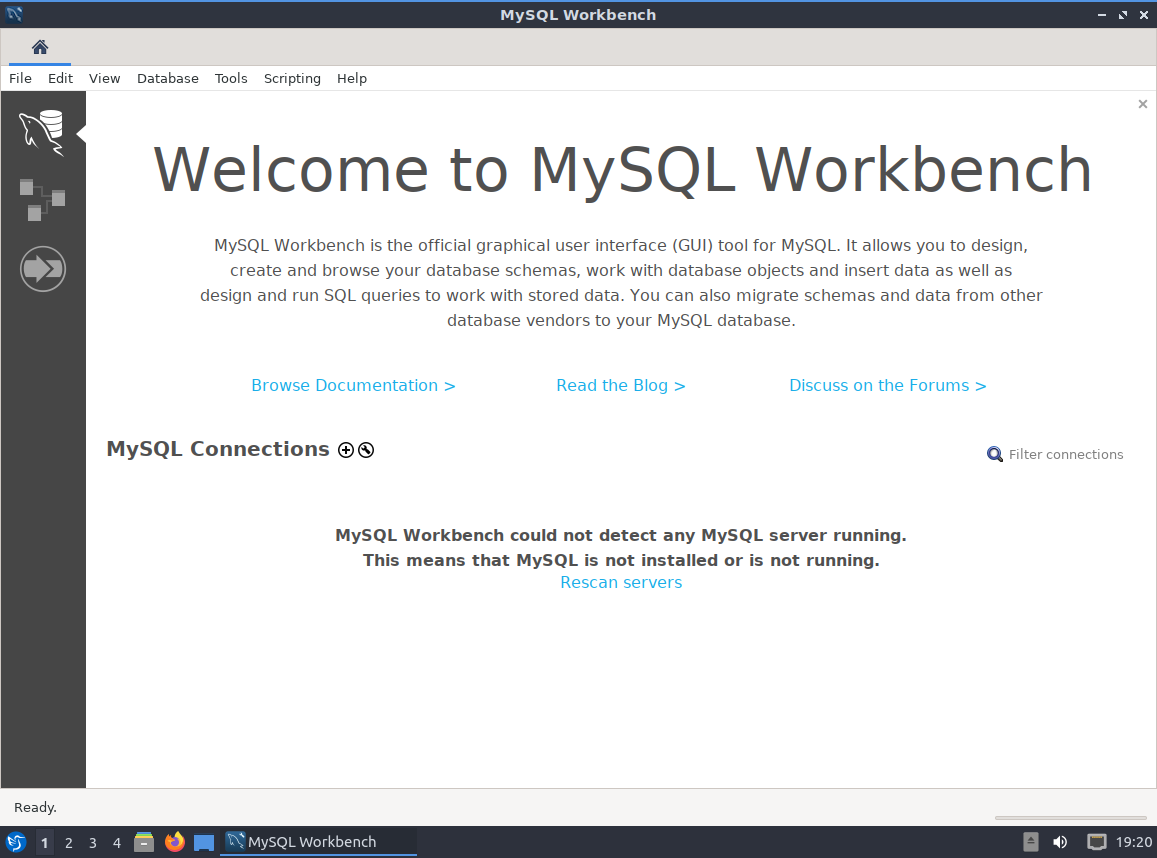 MySQL Workbench
File Edit View Database Tools Scripting Help
Welcome to MySQL Workbench
MySQL Workbench is the official graphical user interface (GUI) tool for MySQL. It allows you to design,
create and browse your database schemas, work with database objects and insert data as well as
design and run SQL queries to work with stored data. You can also migrate schemas and data from other
database vendors to your MySQL database.
Browse Documentation > Read the Blog > Discuss on the Forums >
MySQL Connections
Filter connections
MySQL Workbench could not detect any MySQL server running.
This means that MySQL is not installed or is not running.
Rescan servers
Ready.
1 2 3 4 MySQL Workbench 19:20